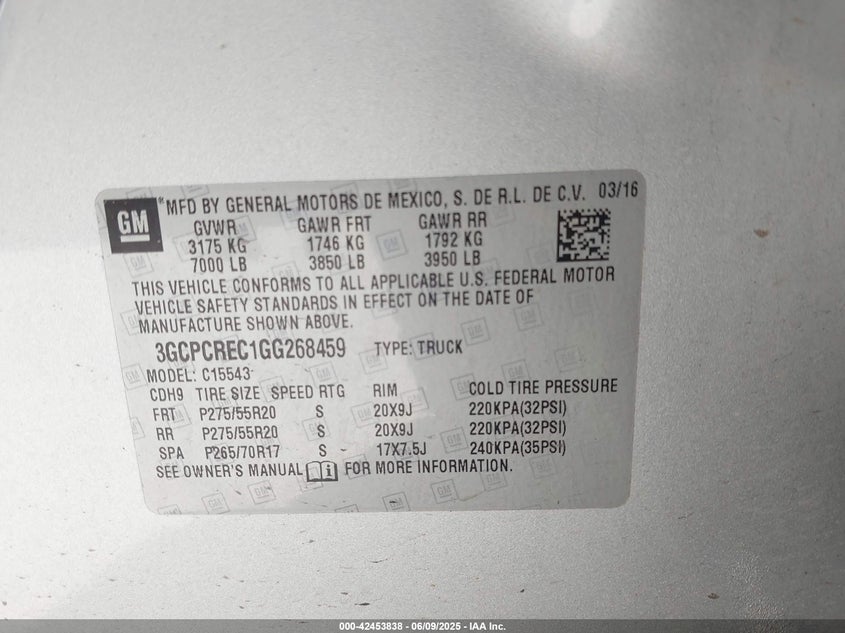 GM *MFD BY GENERAL MOTORS DE MEXICO, S. DE R.L. DE C.V. 03/16
GVWR GAWR FRT GAWR RR
3175 KG 1746 KG 1792 KG
7000 LB 3850 LB 3950 LB
THIS VEHICLE CONFORMS TO ALL APPLICABLE U.S. FEDERAL MOTOR
VEHICLE SAFETY STANDARDS IN EFFECT ON THE DATE OF
MANUFACTURE SHOWN ABOVE.
3GCPCREC1GG268459 TYPE: TRUCK
MODEL: C15543
CDH9 TIRE SIZE SPEED RTG RIM COLD TIRE PRESSURE
FRT P275/55R20 S 20X9J 220KPA(32PSI)
RR P275/55R20 S 20X9J 220KPA(32PSI)
SPA P265/70R17 S 17X7.5J 240KPA(35PSI)
SEE OWNER'S MANUAL FOR MORE INFORMATION.
000-42453838 - 06/09/2025 - IAA Inc.